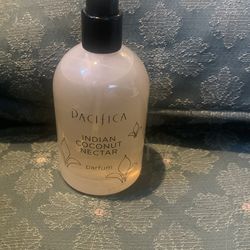 PACIFICA
INDIAN
COCONUT
NECTAR
parfum